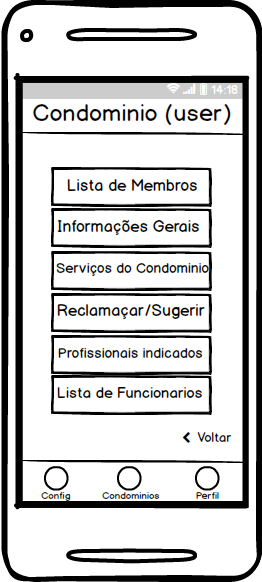 14:18
Condominio (user)
Lista de Membros
Informações Gerais
Serviços do Condominio
Reclamaçar/Sugerir
Profissionais indicados
Lista de Funcionarios
Voltar
Config Condominios Perfil